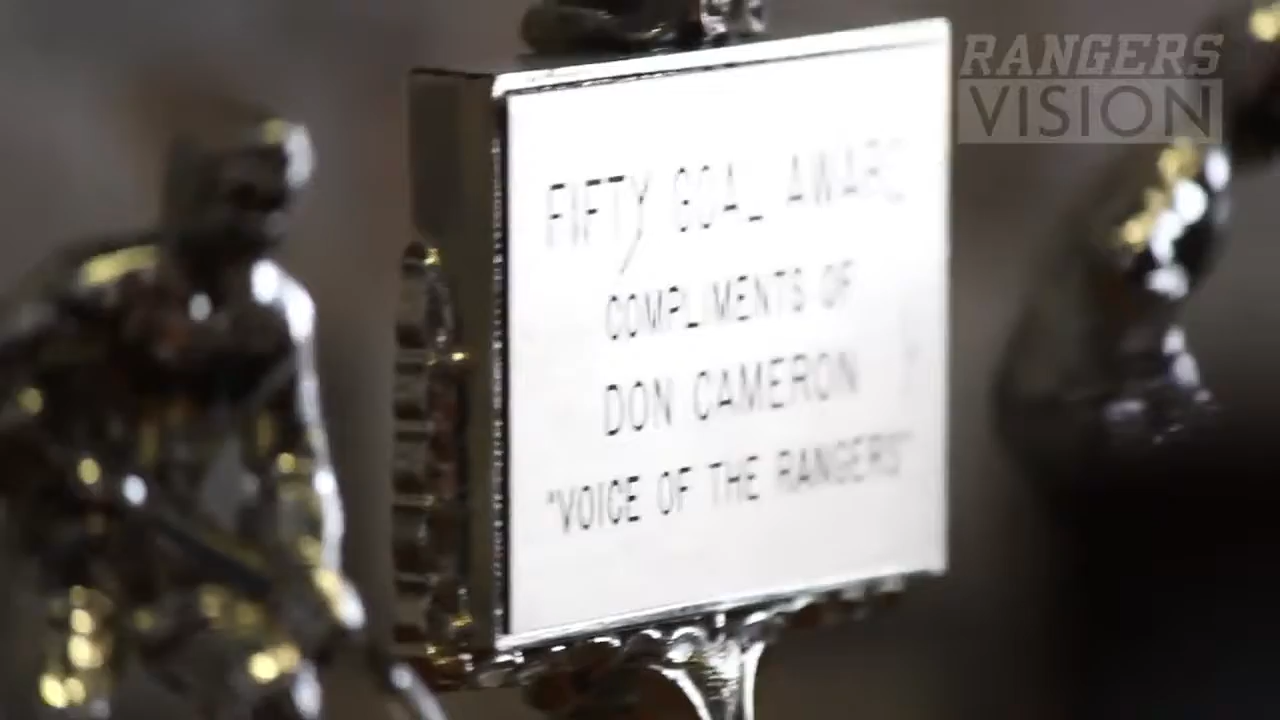 RANGERS
VISION
FIFTY GOAL AWARD
COMPLIMENTS OF
DON CAMERON
"VOICE OF THE RANGERS"